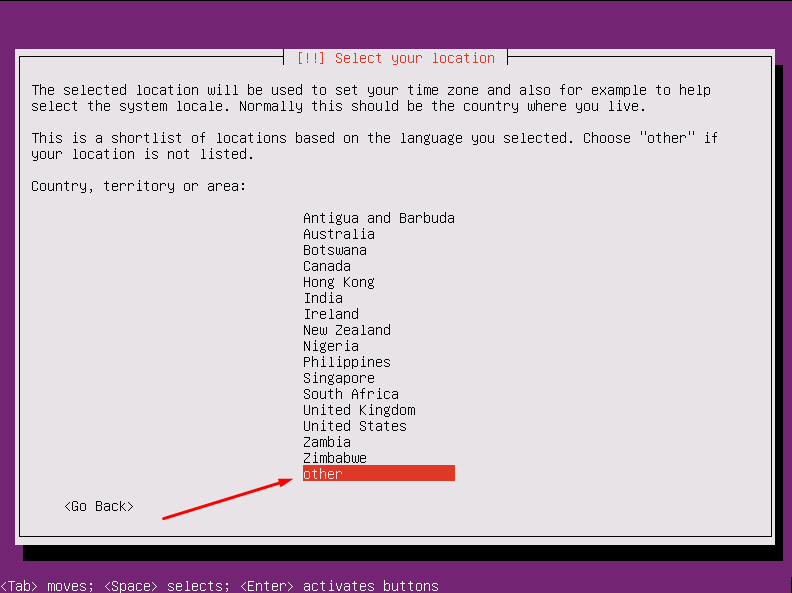 [!!] Select your location
The selected location will be used to set your time zone and also for example to help
select the system locale. Normally this should be the country where you live.
This is a shortlist of locations based on the language you selected. Choose "other" if
your location is not listed.
Country, territory or area:
Antigua and Barbuda
Australia
Botswana
Canada
Hong Kong
India
Ireland
New Zealand
Nigeria
Philippines
Singapore
South Africa
United Kingdom
United States
Zambia
Zimbabwe
other
<Go Back>
<Tab> moves; <Space> selects; <Enter> activates buttons